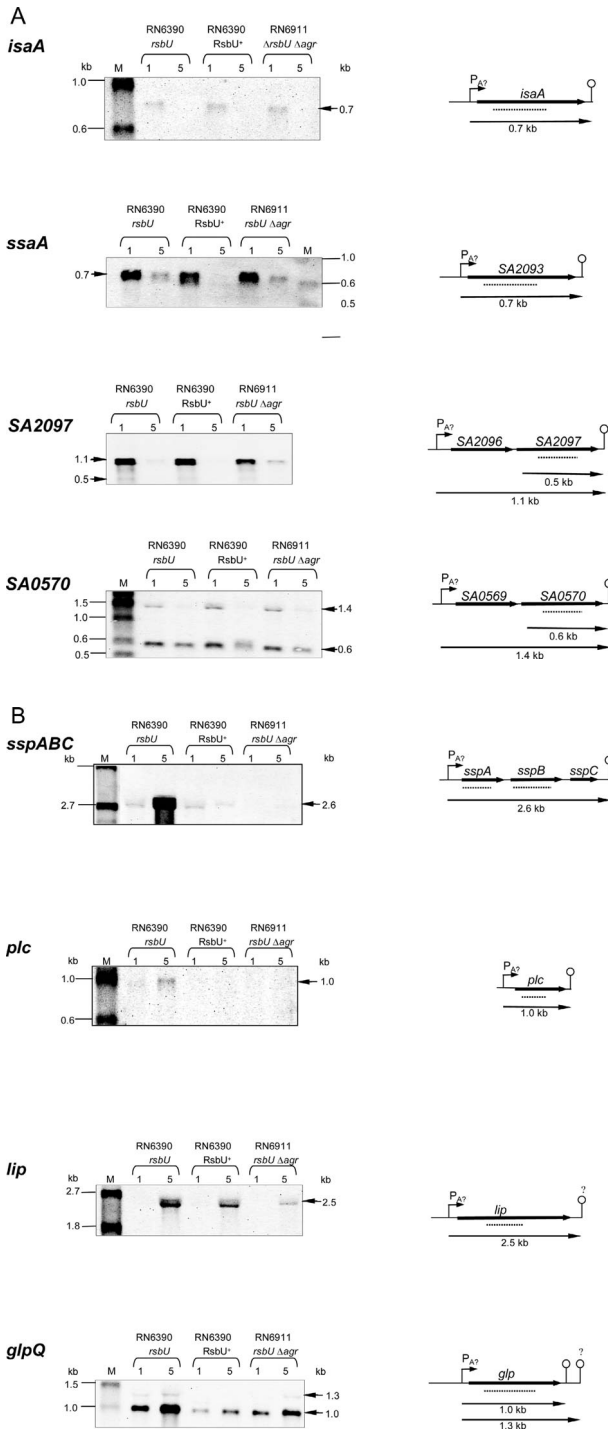 A
isaA
RN6390 RN6390 RN6911
rsbU RsbU⁺ ΔrsbU Δagr
kb M 1 5 1 5 1 5 kb
1.0
0.6
0.7
P_A?
isaA
0.7 kb
ssaA
RN6390 RN6390 RN6911
rsbU RsbU⁺ rsbU Δagr
1 5 1 5 1 5 M
0.7
1.0
0.6
0.5
P_A?
SA2093
0.7 kb
SA2097
RN6390 RN6390 RN6911
rsbU RsbU⁺ rsbU Δagr
1 5 1 5 1 5
1.1
0.5
P_A?
SA2096 SA2097
0.5 kb
1.1 kb
SA0570
RN6390 RN6390 RN6911
rsbU RsbU⁺ rsbU Δagr
M 1 5 1 5 1 5
1.5
1.0
0.6
0.5
1.4
0.6
P_A?
SA0569 SA0570
0.6 kb
1.4 kb
B
sspABC
RN6390 RN6390 RN6911
rsbU RsbU⁺ rsbU Δagr
kb M 1 5 1 5 1 5 kb
2.7
2.6
P_A?
sspA sspB sspC
2.6 kb
plc
RN6390 RN6390 RN6911
rsbU RsbU⁺ rsbU Δagr
kb M 1 5 1 5 1 5 kb
1.0
0.6
1.0
P_A?
plc
1.0 kb
lip
RN6390 RN6390 RN6911
rsbU RsbU⁺ rsbU Δagr
kb M 1 5 1 5 1 5 kb
2.7
1.8
2.5
P_A?
lip
?
2.5 kb
glpQ
RN6390 RN6390 RN6911
rsbU RsbU⁺ rsbU Δagr
M 1 5 1 5 1 5 kb
1.5
1.0
1.3
1.0
P_A?
glp
?
1.0 kb
1.3 kb